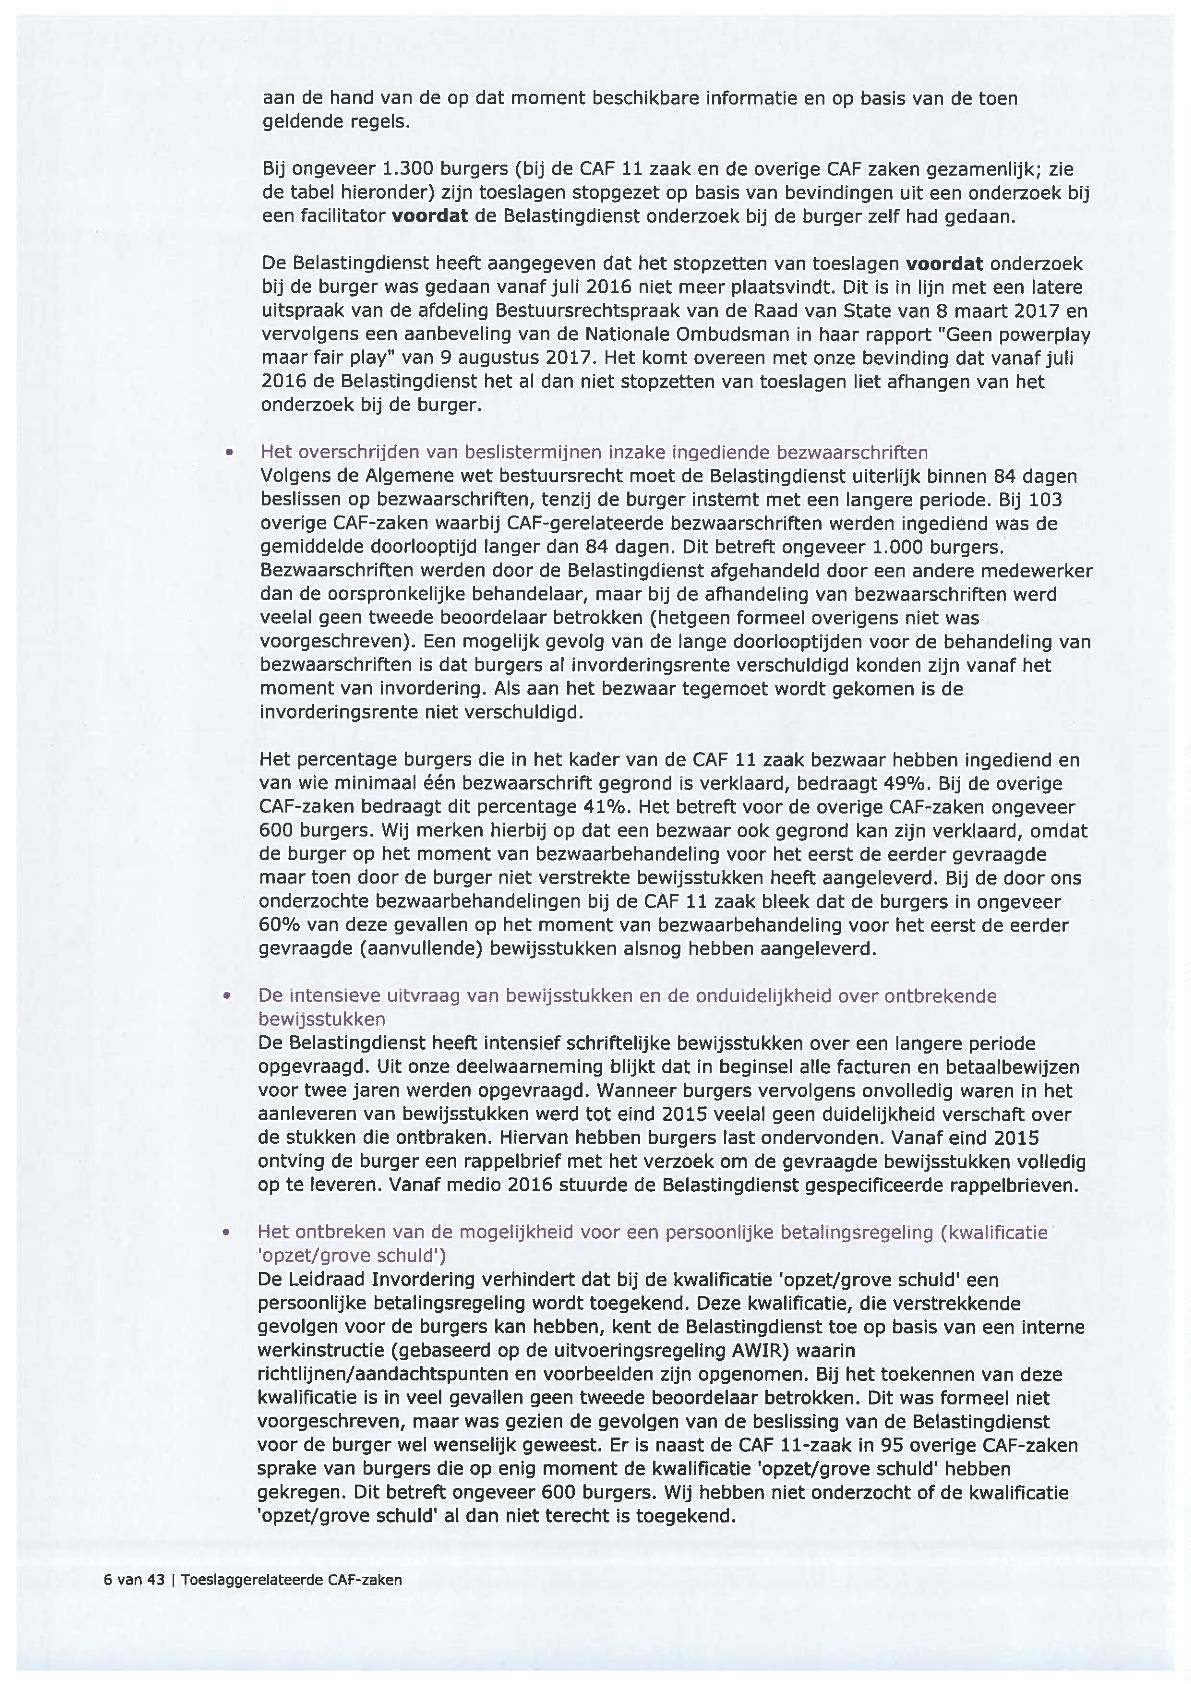 aan de hand van de op dat moment beschikbare informatie en op basis van de toen
geldende regels.
Bij ongeveer 1.300 burgers (bij de CAF 11 zaak en de overige CAF zaken gezamenlijk; zie
de tabel hieronder) zijn toeslagen stopgezet op basis van bevindingen uit een onderzoek bij
een facilitator voordat de Belastingdienst onderzoek bij de burger zelf had gedaan.
De Belastingdienst heeft aangegeven dat het stopzetten van toeslagen voordat onderzoek
bij de burger was gedaan vanaf juli 2016 niet meer plaatsvindt. Dit is in lijn met een latere
uitspraak van de afdeling Bestuursrechtspraak van de Raad van State van 8 maart 2017 en
vervolgens een aanbeveling van de Nationale Ombudsman in haar rapport "Geen powerplay
maar fair play" van 9 augustus 2017. Het komt overeen met onze bevinding dat vanaf juli
2016 de Belastingdienst het al dan niet stopzetten van toeslagen liet afhangen van het
onderzoek bij de burger.
• Het overschrijden van beslistermijnen inzake ingediende bezwaarschriften
Volgens de Algemene wet bestuursrecht moet de Belastingdienst uiterlijk binnen 84 dagen
beslissen op bezwaarschriften, tenzij de burger instemt met een langere periode. Bij 103
overige CAF-zaken waarbij CAF-gerelateerde bezwaarschriften werden ingediend was de
gemiddelde doorlooptijd langer dan 84 dagen. Dit betreft ongeveer 1.000 burgers.
Bezwaarschriften werden door de Belastingdienst afgehandeld door een andere medewerker
dan de oorspronkelijke behandelaar, maar bij de afhandeling van bezwaarschriften werd
veelal geen tweede beoordelaar betrokken (hetgeen formeel overigens niet was
voorgeschreven). Een mogelijk gevolg van de lange doorlooptijden voor de behandeling van
bezwaarschriften is dat burgers al invorderingsrente verschuldigd konden zijn vanaf het
moment van invordering. Als aan het bezwaar tegemoet wordt gekomen is de
invorderingsrente niet verschuldigd.
Het percentage burgers die in het kader van de CAF 11 zaak bezwaar hebben ingediend en
van wie minimaal één bezwaarschrift gegrond is verklaard, bedraagt 49%. Bij de overige
CAF-zaken bedraagt dit percentage 41%. Het betreft voor de overige CAF-zaken ongeveer
600 burgers. Wij merken hierbij op dat een bezwaar ook gegrond kan zijn verklaard, omdat
de burger op het moment van bezwaarbehandeling voor het eerst de eerder gevraagde
maar toen door de burger niet verstrekte bewijsstukken heeft aangeleverd. Bij de door ons
onderzochte bezwaarbehandelingen bij de CAF 11 zaak bleek dat de burgers in ongeveer
60% van deze gevallen op het moment van bezwaarbehandeling voor het eerst de eerder
gevraagde (aanvullende) bewijsstukken alsnog hebben aangeleverd.
• De intensieve uitvraag van bewijsstukken en de onduidelijkheid over ontbrekende
bewijsstukken
De Belastingdienst heeft intensief schriftelijke bewijsstukken over een langere periode
opgevraagd. Uit onze deelwaarneming blijkt dat in beginsel alle facturen en betaalbewijzen
voor twee jaren werden opgevraagd. Wanneer burgers vervolgens onvolledig waren in het
aanleveren van bewijsstukken werd tot eind 2015 veelal geen duidelijkheid verschaft over
de stukken die ontbraken. Hiervan hebben burgers last ondervonden. Vanaf eind 2015
ontving de burger een rappelbrief met het verzoek om de gevraagde bewijsstukken volledig
op te leveren. Vanaf medio 2016 stuurde de Belastingdienst gespecificeerde rappelbrieven.
• Het ontbreken van de mogelijkheid voor een persoonlijke betalingsregeling (kwalificatie
'opzet/grove schuld')
De Leidraad Invordering verhindert dat bij de kwalificatie 'opzet/grove schuld' een
persoonlijke betalingsregeling wordt toegekend. Deze kwalificatie, die verstrekkende
gevolgen voor de burgers kan hebben, kent de Belastingdienst toe op basis van een interne
werkinstructie (gebaseerd op de uitvoeringsregeling AWIR) waarin
richtlijnen/aandachtspunten en voorbeelden zijn opgenomen. Bij het toekennen van deze
kwalificatie is in veel gevallen geen tweede beoordelaar betrokken. Dit was formeel niet
voorgeschreven, maar was gezien de gevolgen van de beslissing van de Belastingdienst
voor de burger wel wenselijk geweest. Er is naast de CAF 11-zaak in 95 overige CAF-zaken
sprake van burgers die op enig moment de kwalificatie 'opzet/grove schuld' hebben
gekregen. Dit betreft ongeveer 600 burgers. Wij hebben niet onderzocht of de kwalificatie
'opzet/grove schuld' al dan niet terecht is toegekend.
6 van 43 | Toeslaggerelateerde CAF-zaken